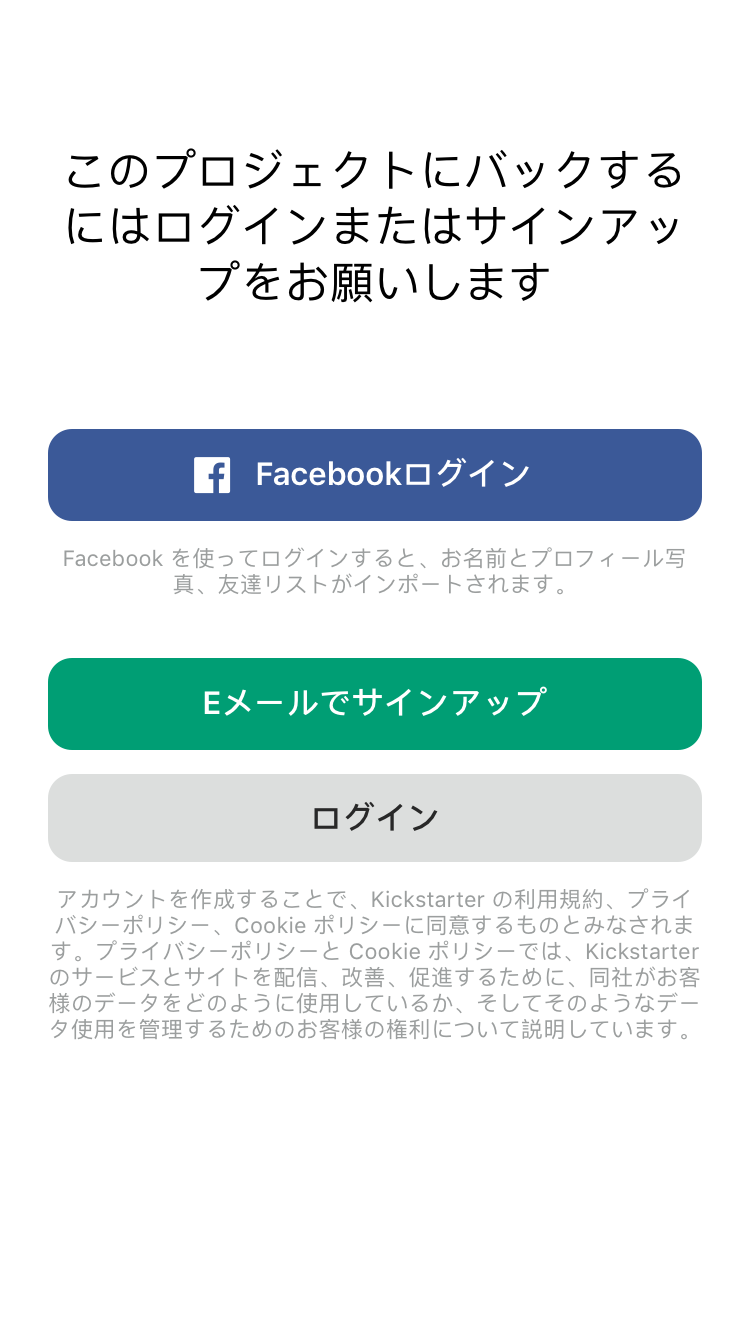 このプロジェクトにバックする
にはログインまたはサインアッ
プをお願いします
Facebookログイン
Facebook を使ってログインすると、お名前とプロフィール写
真、友達リストがインポートされます。
Eメールでサインアップ
ログイン
アカウントを作成することで、Kickstarter の利用規約、プライ
バシーポリシー、Cookie ポリシーに同意するものとみなされま
す。プライバシーポリシーと Cookie ポリシーでは、Kickstarter
のサービスとサイトを配信、改善、促進するために、同社がお客
様のデータをどのように使用しているか、そしてそのようなデー
タ使用を管理するためのお客様の権利について説明しています。